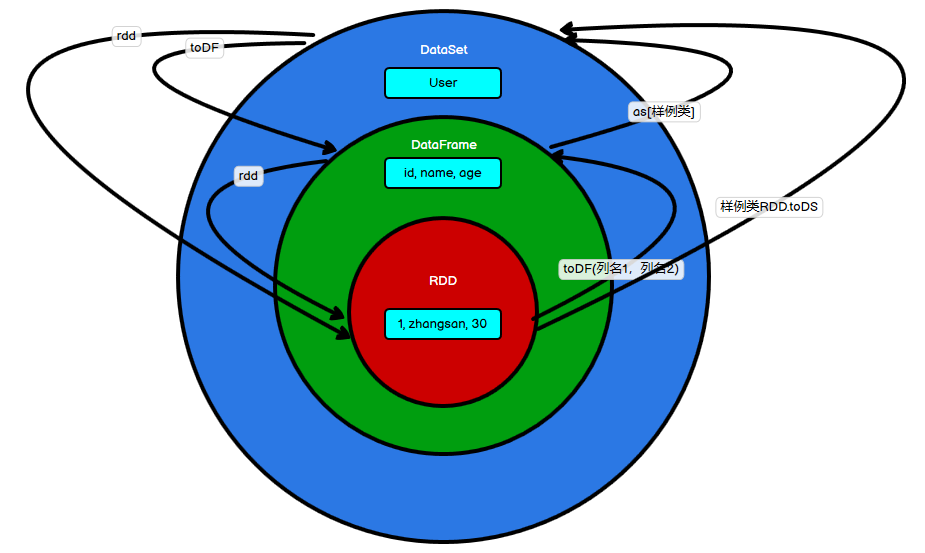 rdd
toDF
DataSet
User
as[样例类]
DataFrame
id, name, age
rdd
样例类RDD.toDS
toDF(列名1，列名2)
RDD
1, zhangsan, 30